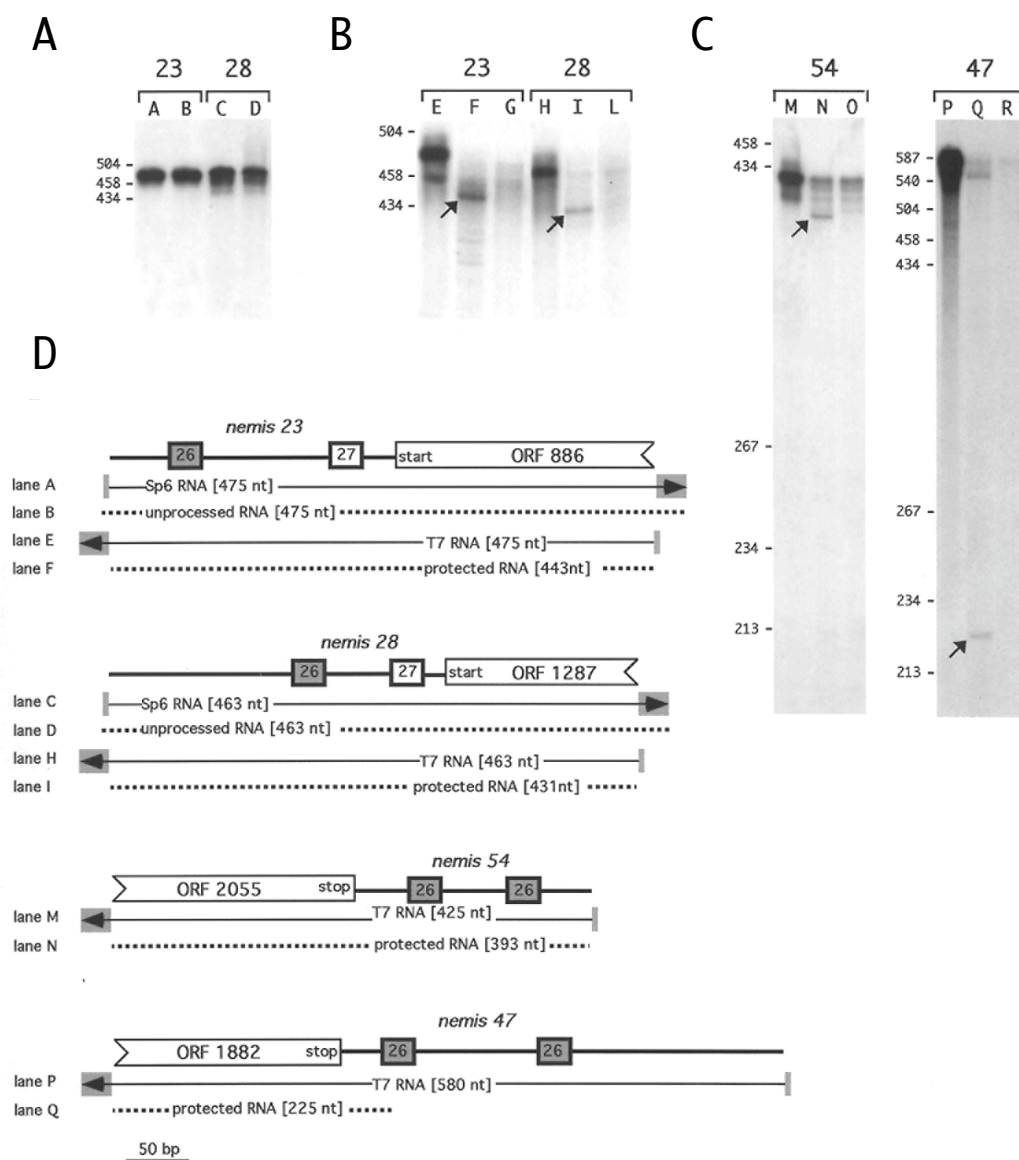 A
B
C
23
28
A B C D
504
458
434
23
28
E F G H I L
504
458
434
54
M N O
458
434
267
234
213
47
P Q R
587
540
504
458
434
267
234
213
D
nemis 23
26
27
start
ORF 886
lane A
Sp6 RNA [475 nt]
lane B
unprocessed RNA [475 nt]
lane E
T7 RNA [475 nt]
lane F
protected RNA [443nt]
nemis 28
26
27
start
ORF 1287
lane C
Sp6 RNA [463 nt]
lane D
unprocessed RNA [463 nt]
lane H
T7 RNA [463 nt]
lane I
protected RNA [431nt]
nemis 54
ORF 2055
stop
26
26
lane M
T7 RNA [425 nt]
lane N
protected RNA [393 nt]
nemis 47
ORF 1882
stop
26
26
lane P
T7 RNA [580 nt]
lane Q
protected RNA [225 nt]
50 bp